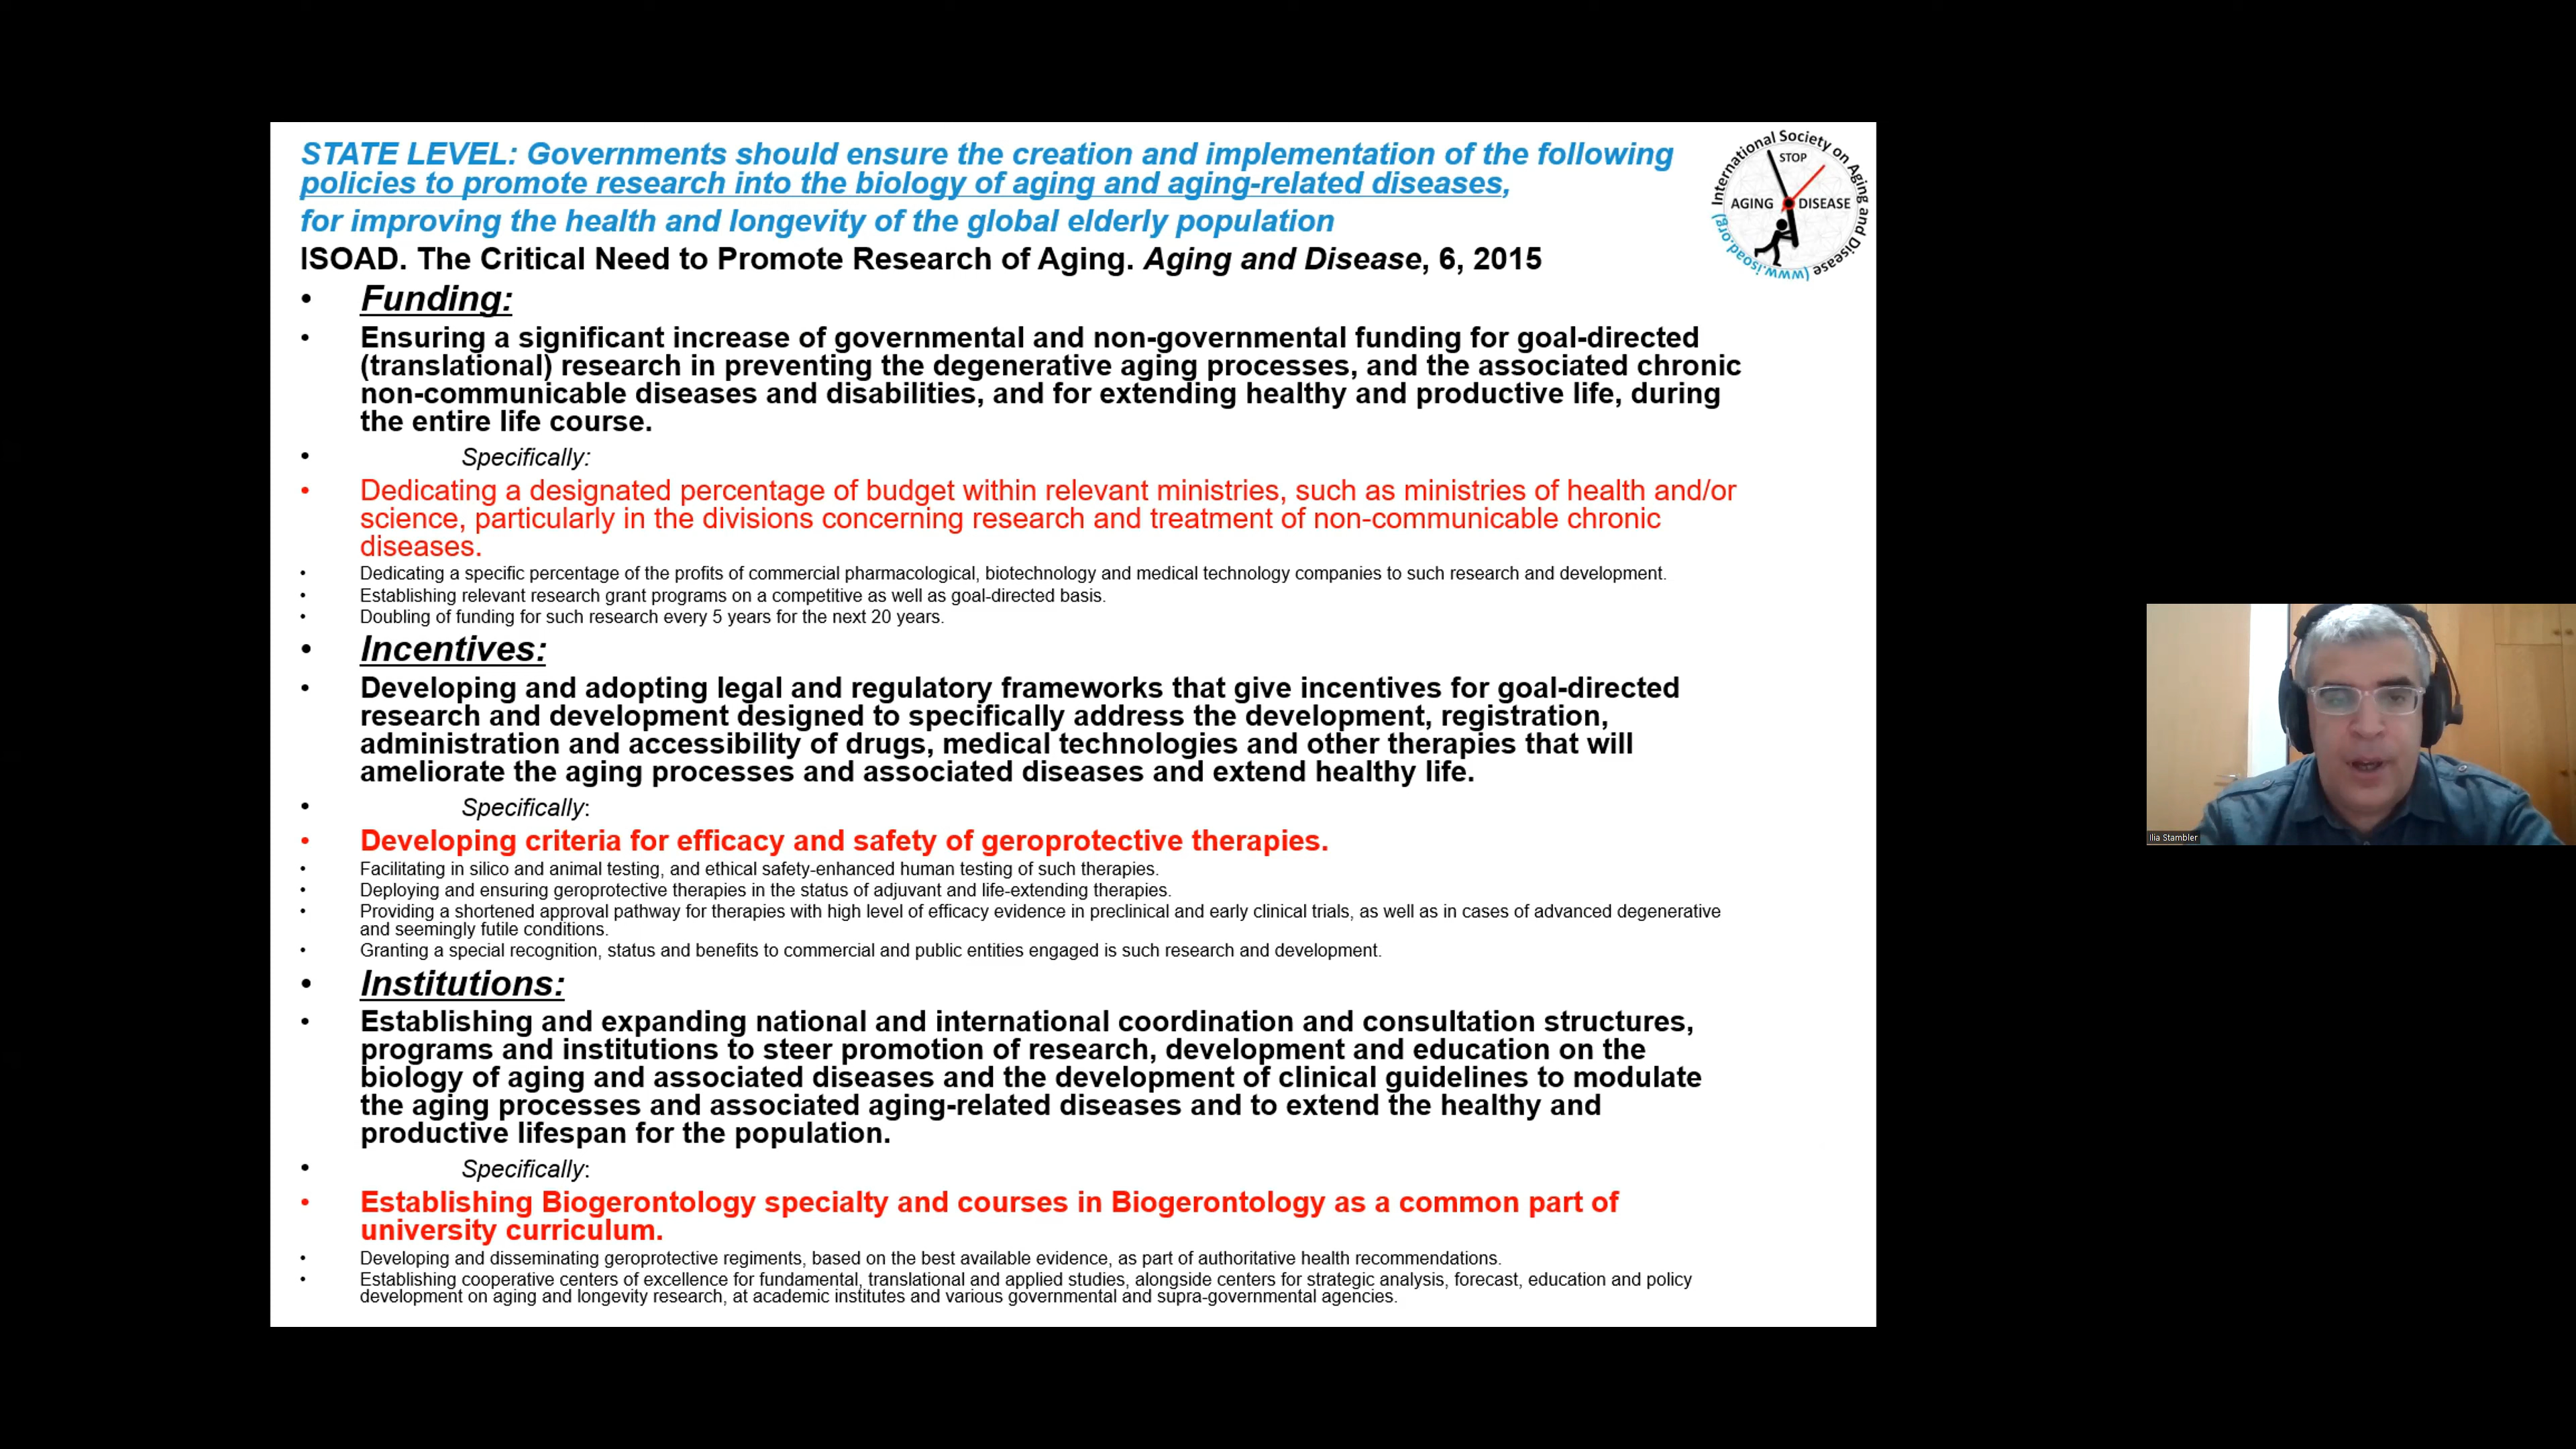 STATE LEVEL: Governments should ensure the creation and implementation of the following
policies to promote research into the biology of aging and aging-related diseases,
for improving the health and longevity of the global elderly population
ISOAD. The Critical Need to Promote Research of Aging. Aging and Disease, 6, 2015
International Society on Aging and Disease (www.isoad.org)
STOP
AGING DISEASE
• Funding:
• Ensuring a significant increase of governmental and non-governmental funding for goal-directed
(translational) research in preventing the degenerative aging processes, and the associated chronic
non-communicable diseases and disabilities, and for extending healthy and productive life, during
the entire life course.
• Specifically:
• Dedicating a designated percentage of budget within relevant ministries, such as ministries of health and/or
science, particularly in the divisions concerning research and treatment of non-communicable chronic
diseases.
• Dedicating a specific percentage of the profits of commercial pharmacological, biotechnology and medical technology companies to such research and development.
• Establishing relevant research grant programs on a competitive as well as goal-directed basis.
• Doubling of funding for such research every 5 years for the next 20 years.
• Incentives:
• Developing and adopting legal and regulatory frameworks that give incentives for goal-directed
research and development designed to specifically address the development, registration,
administration and accessibility of drugs, medical technologies and other therapies that will
ameliorate the aging processes and associated diseases and extend healthy life.
• Specifically:
• Developing criteria for efficacy and safety of geroprotective therapies.
• Facilitating in silico and animal testing, and ethical safety-enhanced human testing of such therapies.
• Deploying and ensuring geroprotective therapies in the status of adjuvant and life-extending therapies.
• Providing a shortened approval pathway for therapies with high level of efficacy evidence in preclinical and early clinical trials, as well as in cases of advanced degenerative
and seemingly futile conditions.
• Granting a special recognition, status and benefits to commercial and public entities engaged is such research and development.
• Institutions:
• Establishing and expanding national and international coordination and consultation structures,
programs and institutions to steer promotion of research, development and education on the
biology of aging and associated diseases and the development of clinical guidelines to modulate
the aging processes and associated aging-related diseases and to extend the healthy and
productive lifespan for the population.
• Specifically:
• Establishing Biogerontology specialty and courses in Biogerontology as a common part of
university curriculum.
• Developing and disseminating geroprotective regiments, based on the best available evidence, as part of authoritative health recommendations.
• Establishing cooperative centers of excellence for fundamental, translational and applied studies, alongside centers for strategic analysis, forecast, education and policy
development on aging and longevity research, at academic institutes and various governmental and supra-governmental agencies.
Ilia Stambler